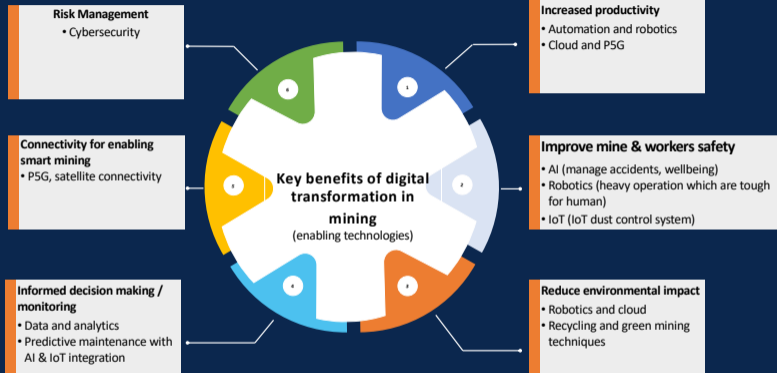 Risk Management
• Cybersecurity
Increased productivity
• Automation and robotics
• Cloud and P5G
Connectivity for enabling
smart mining
• P5G, satellite connectivity
Key benefits of digital
transformation in
mining
(enabling technologies)
Improve mine & workers safety
• AI (manage accidents, wellbeing)
• Robotics (heavy operation which are tough
for human)
• IoT (IoT dust control system)
Informed decision making /
monitoring
• Data and analytics
• Predictive maintenance with
AI & IoT integration
Reduce environmental impact
• Robotics and cloud
• Recycling and green mining
techniques